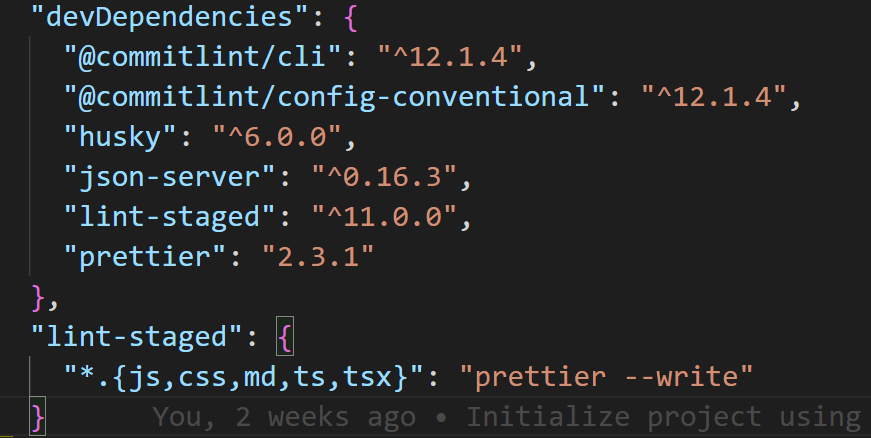 "devDependencies": {
"@commitlint/cli": "^12.1.4",
"@commitlint/config-conventional": "^12.1.4",
"husky": "^6.0.0",
"json-server": "^0.16.3",
"lint-staged": "^11.0.0",
"prettier": "2.3.1"
},
"lint-staged": {
"*.{js,css,md,ts,tsx}": "prettier --write"
} You, 2 weeks ago • Initialize project using